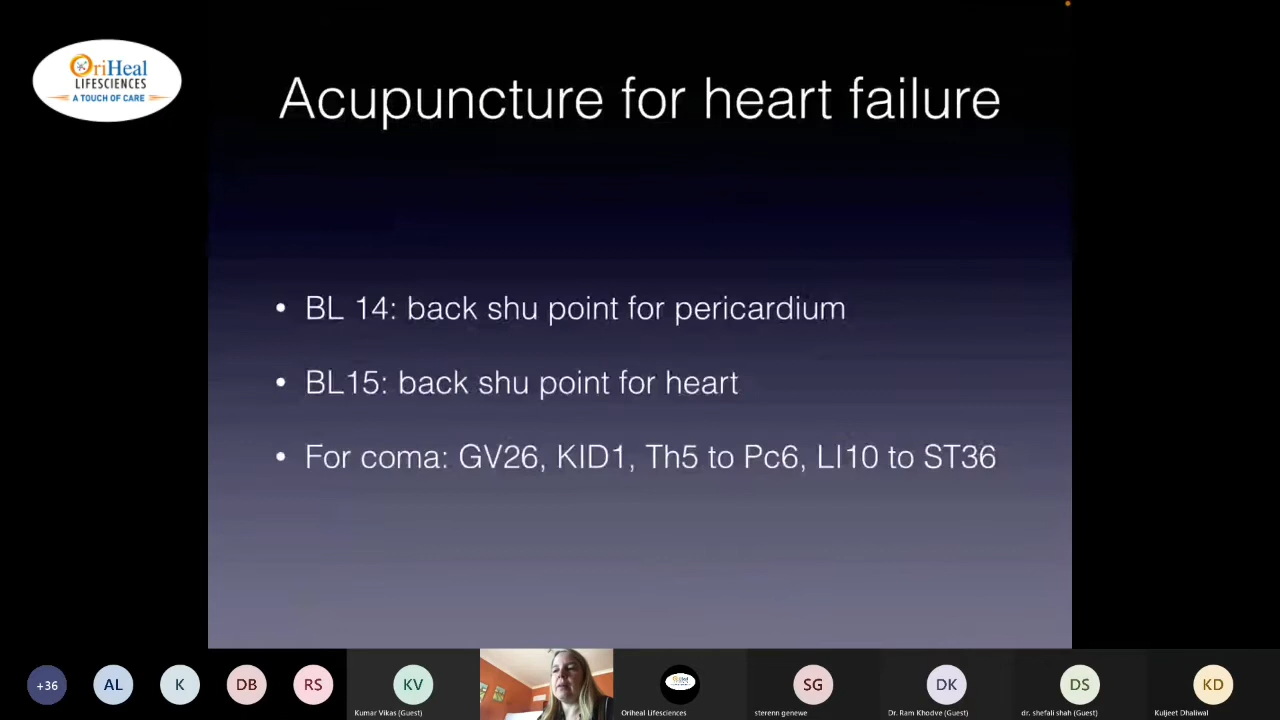 OriHeal
LIFESCIENCES
A TOUCH OF CARE
Acupuncture for heart failure
• BL 14: back shu point for pericardium
• BL15: back shu point for heart
• For coma: GV26, KID1, Th5 to Pc6, LI10 to ST36
+36
AL
K
DB
RS
KV
SG
DK
DS
KD
Kumar Vikas (Guest)
Oriheal Lifesciences
sterenn genewe
Dr. Ram Khodve (Guest)
dr. shefali shah (Guest)
Kuljeet Dhaliwal